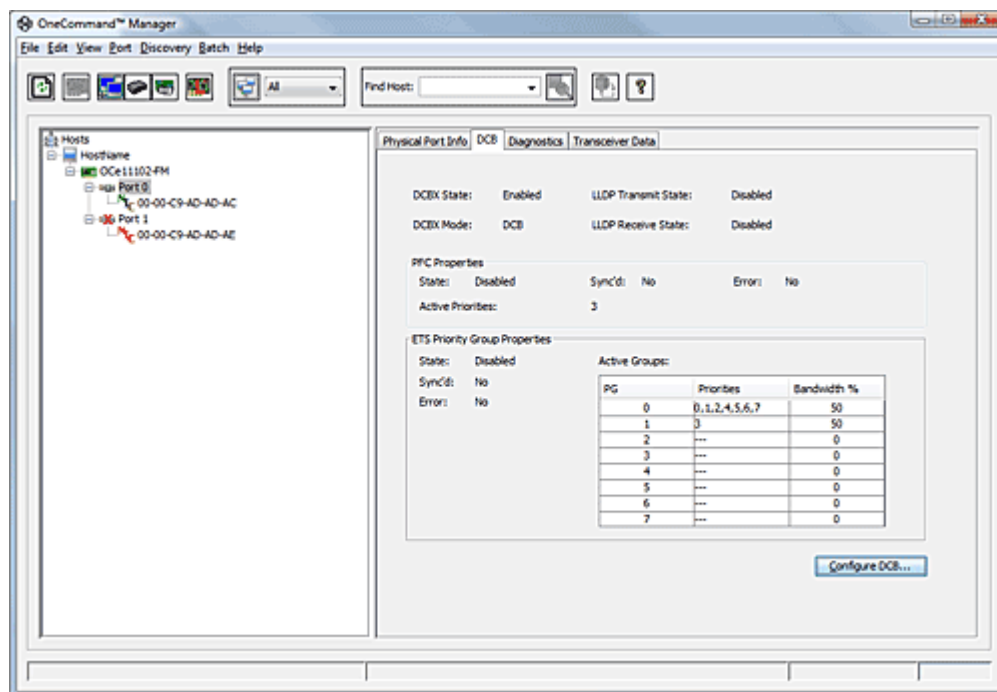 OneCommand™ Manager
File Edit View Port Discovery Batch Help
All
Find Host:
?
Hosts
HostName
OCe11102-FM
Port 0
00-00-C9-AD-AD-AC
Port 1
00-00-C9-AD-AD-AE
Physical Port Info DCB Diagnostics Transceiver Data
DCBX State: Enabled LLDP Transmit State: Disabled
DCBX Mode: DCB LLDP Receive State: Disabled
PFC Properties
State: Disabled Sync'd: No Error: No
Active Priorities: 3
ETS Priority Group Properties
State: Disabled Active Groups:
Sync'd: No
Error: No
PG Priorities Bandwidth %
0 0,1,2,4,5,6,7 50
1 3 50
2 --- 0
3 --- 0
4 --- 0
5 --- 0
6 --- 0
7 --- 0
Configure DCB...